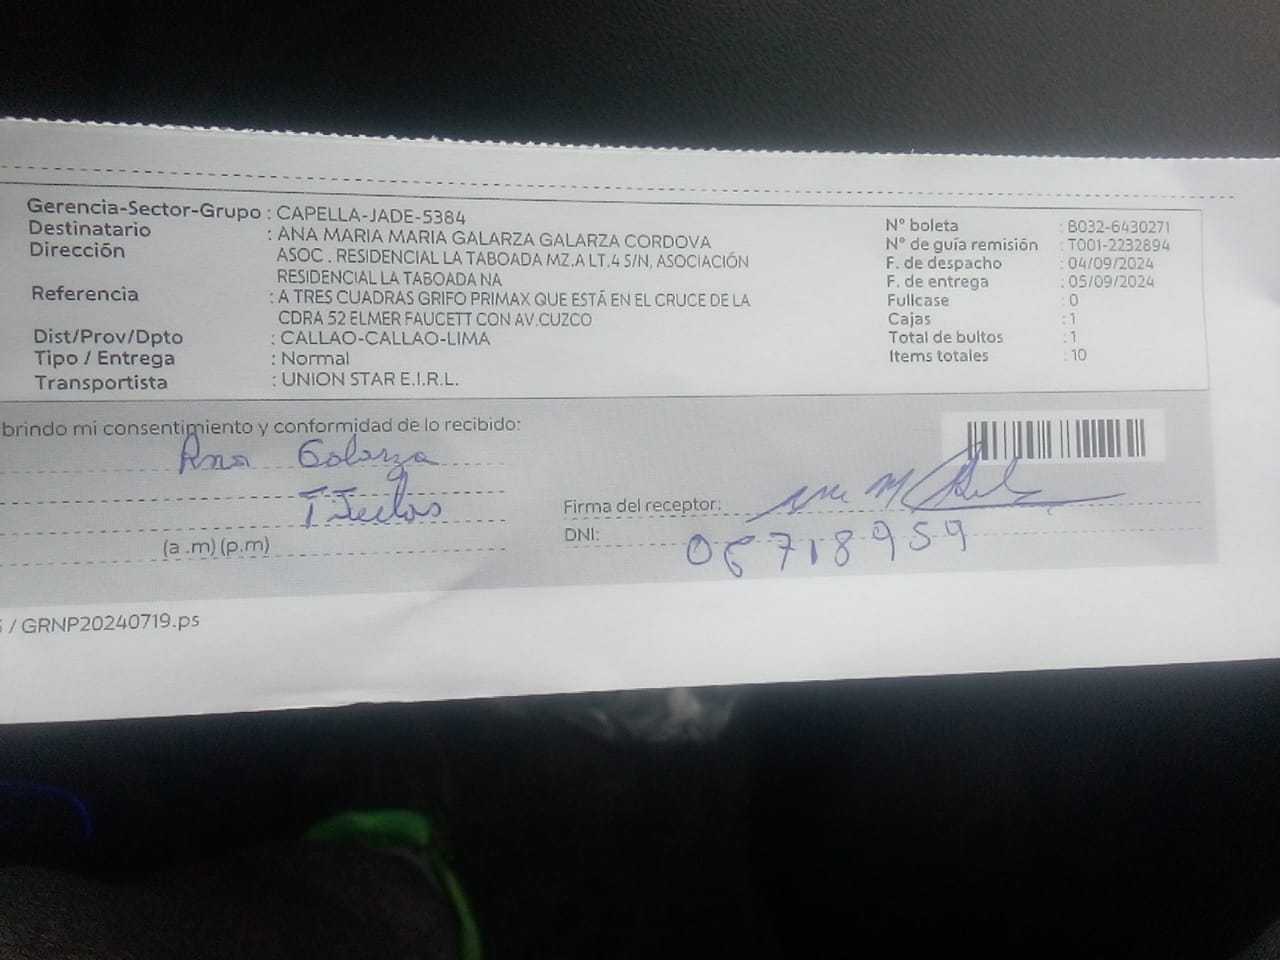 Gerencia-Sector-Grupo : CAPELLA-JADE-5384
Destinatario : ANA MARIA MARIA GALARZA GALARZA CORDOVA
Dirección ASOC . RESIDENCIAL LA TABOADA MZ.A LT.4 S/N, ASOCIACIÓN
RESIDENCIAL LA TABOADA NA
Referencia : A TRES CUADRAS GRIFO PRIMAX QUE ESTÁ EN EL CRUCE DE LA
CDRA 52 ELMER FAUCETT CON AV.CUZCO
Dist/Prov/Dpto : CALLAO-CALLAO-LIMA
Tipo / Entrega : Normal
Transportista : UNION STAR E.I.R.L.
N° boleta : B032-6430271
N° de guía remisión : T001-2232894
F. de despacho : 04/09/2024
F. de entrega : 05/09/2024
Fullcase : 0
Cajas : 1
Total de bultos : 1
Items totales : 10
brindo mi consentimiento y conformidad de lo recibido:
Ana Galarza
(a .m) (p.m)
Firma del receptor:
DNI: 06718959
/ GRNP20240719.ps